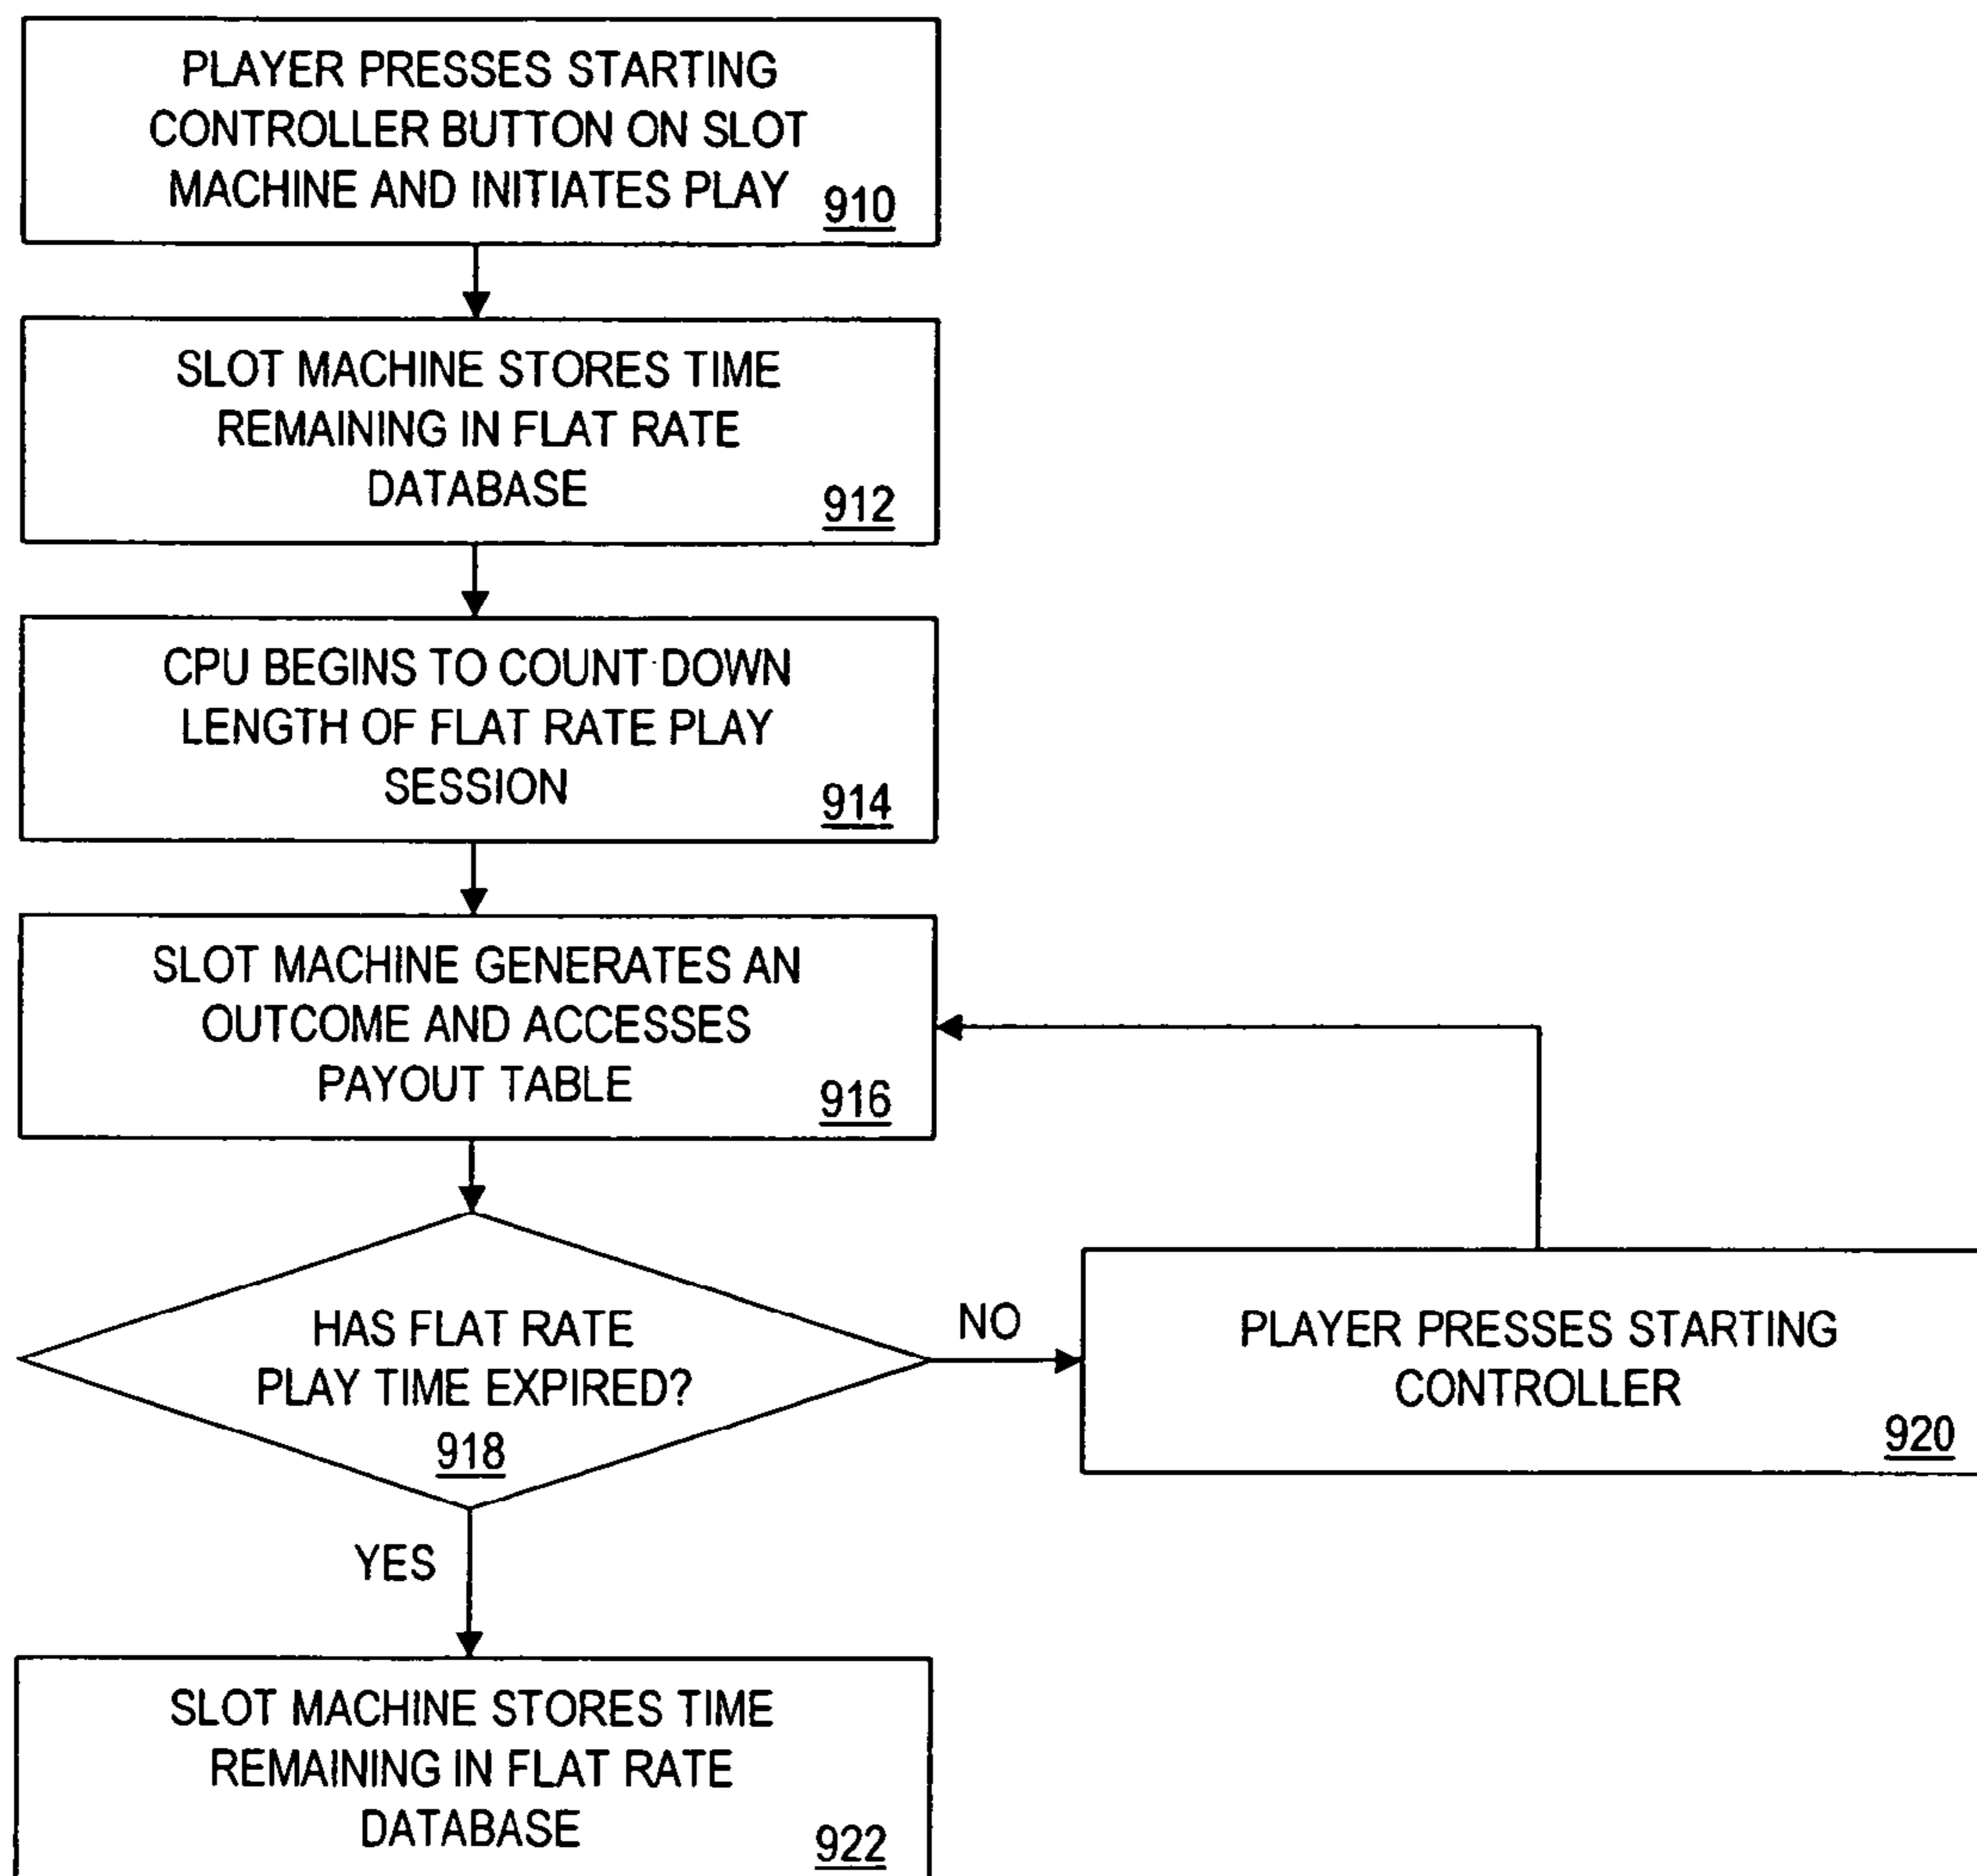 PLAYER PRESSES STARTING
CONTROLLER BUTTON ON SLOT
MACHINE AND INITIATES PLAY
910
SLOT MACHINE STORES TIME
REMAINING IN FLAT RATE
DATABASE
912
CPU BEGINS TO COUNT DOWN
LENGTH OF FLAT RATE PLAY
SESSION
914
SLOT MACHINE GENERATES AN
OUTCOME AND ACCESSES
PAYOUT TABLE
916
HAS FLAT RATE
PLAY TIME EXPIRED?
918
NO
PLAYER PRESSES STARTING
CONTROLLER
920
YES
SLOT MACHINE STORES TIME
REMAINING IN FLAT RATE
DATABASE
922